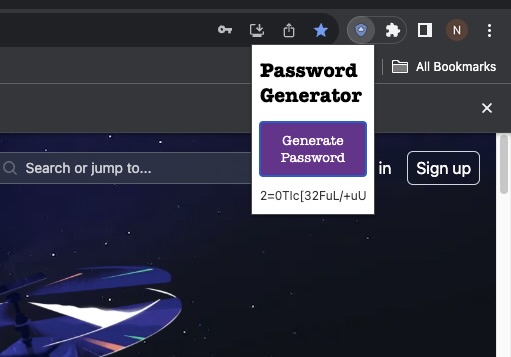 N
All Bookmarks
Password
Generator
Generate
Password
2=0Tlc[32FuL/+uU
Search or jump to...
in
Sign up